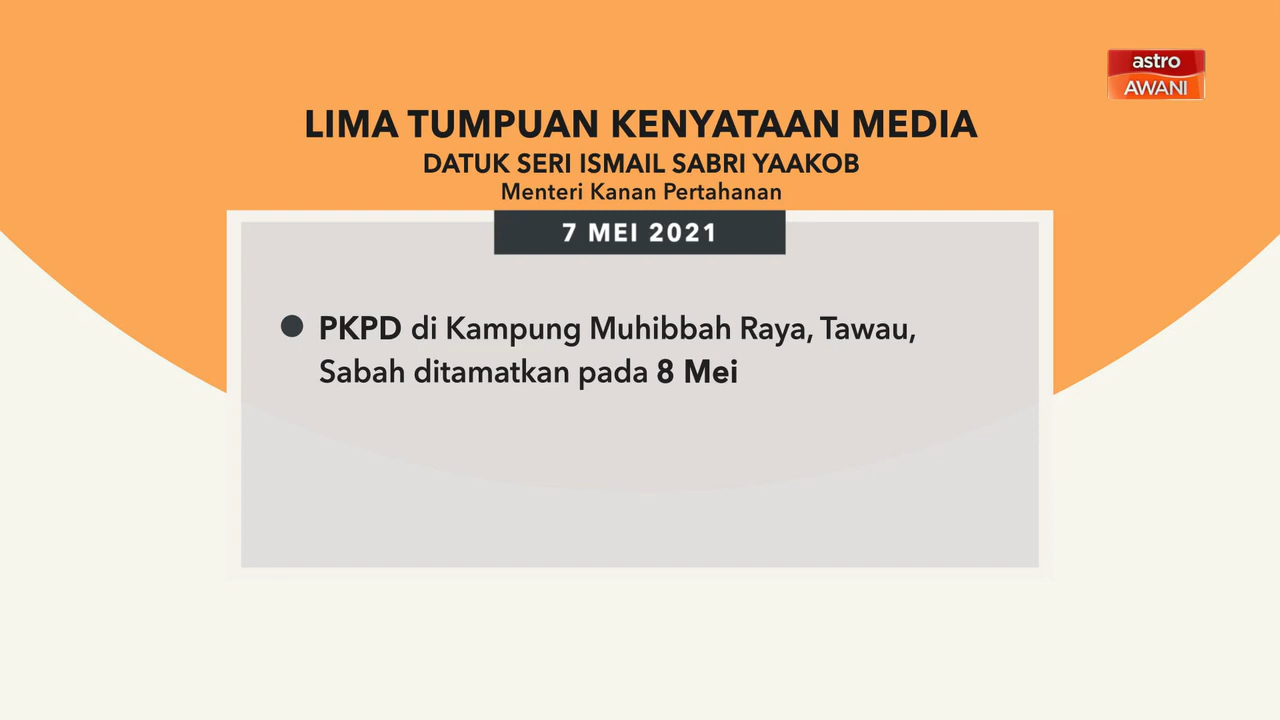 astro
AWANI
LIMA TUMPUAN KENYATAAN MEDIA
DATUK SERI ISMAIL SABRI YAAKOB
Menteri Kanan Pertahanan
7 MEI 2021
● PKPD di Kampung Muhibbah Raya, Tawau,
Sabah ditamatkan pada 8 Mei